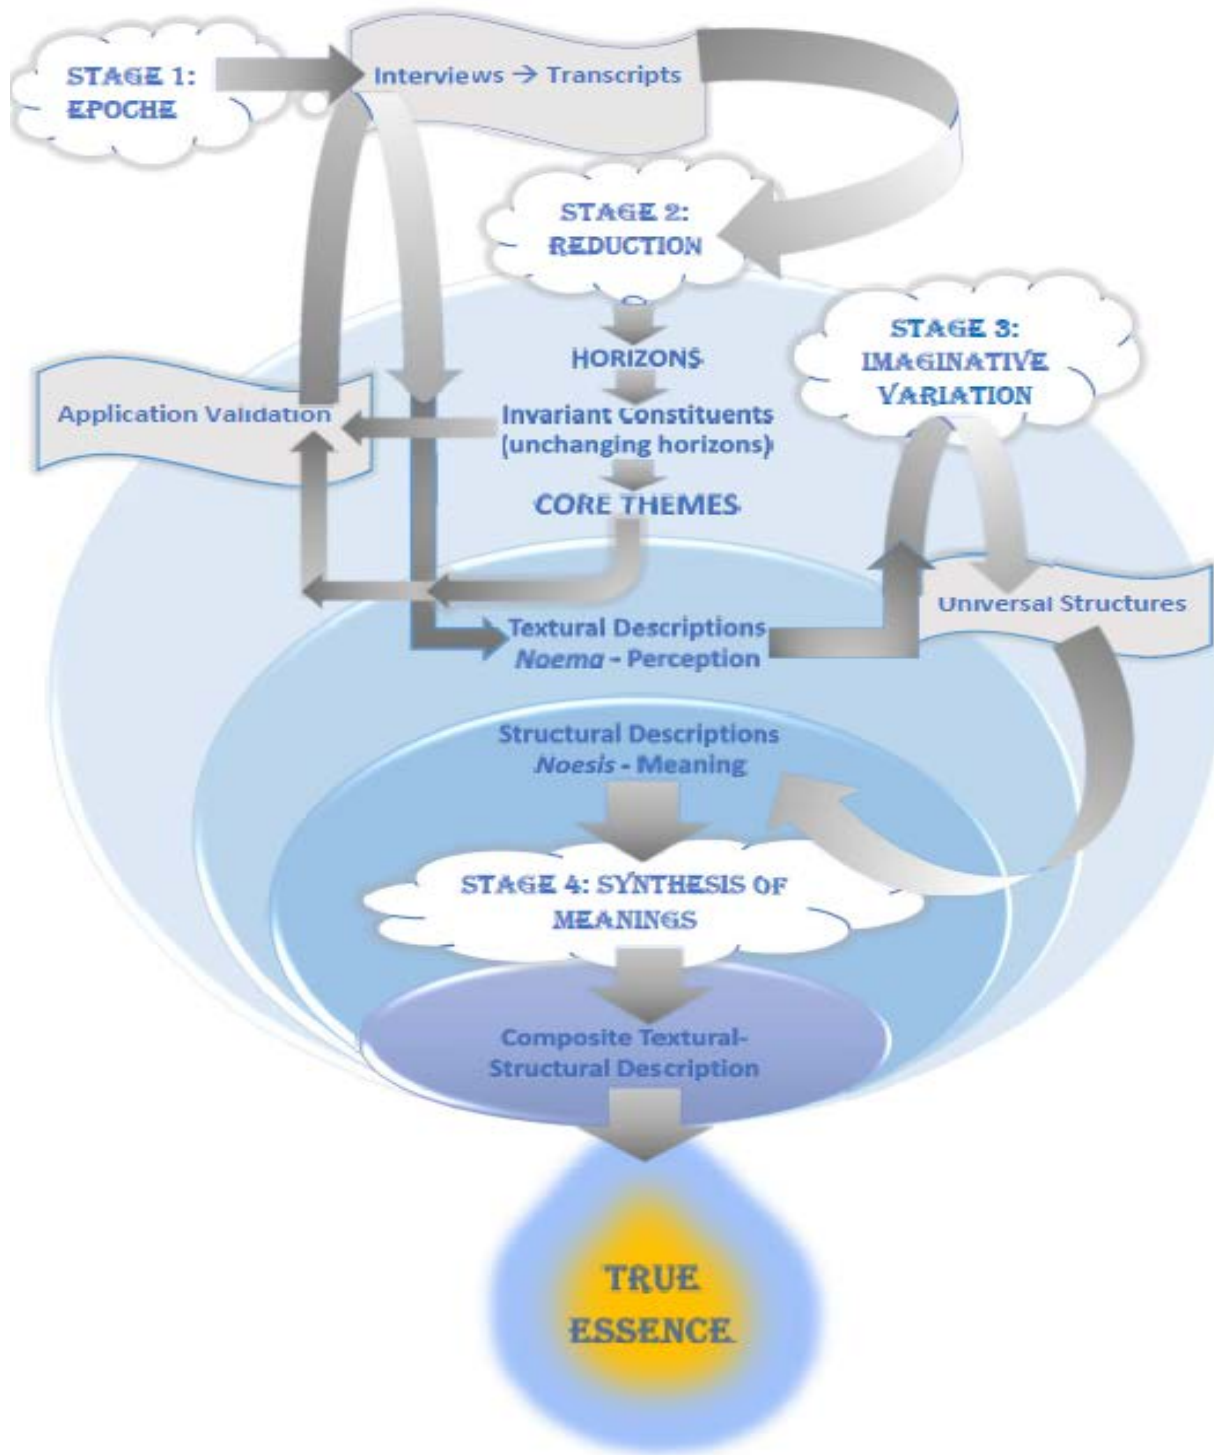 STAGE 1:
EPOCHE
Interviews → Transcripts
STAGE 2:
REDUCTION
STAGE 3:
IMAGINATIVE
VARIATION
HORIZONS
Application Validation
Invariant Constituents
(unchanging horizons)
CORE THEMES
Universal Structures
Textural Descriptions
Noema - Perception
Structural Descriptions
Noesis - Meaning
STAGE 4: SYNTHESIS OF
MEANINGS
Composite Textural-
Structural Description
TRUE
ESSENCE